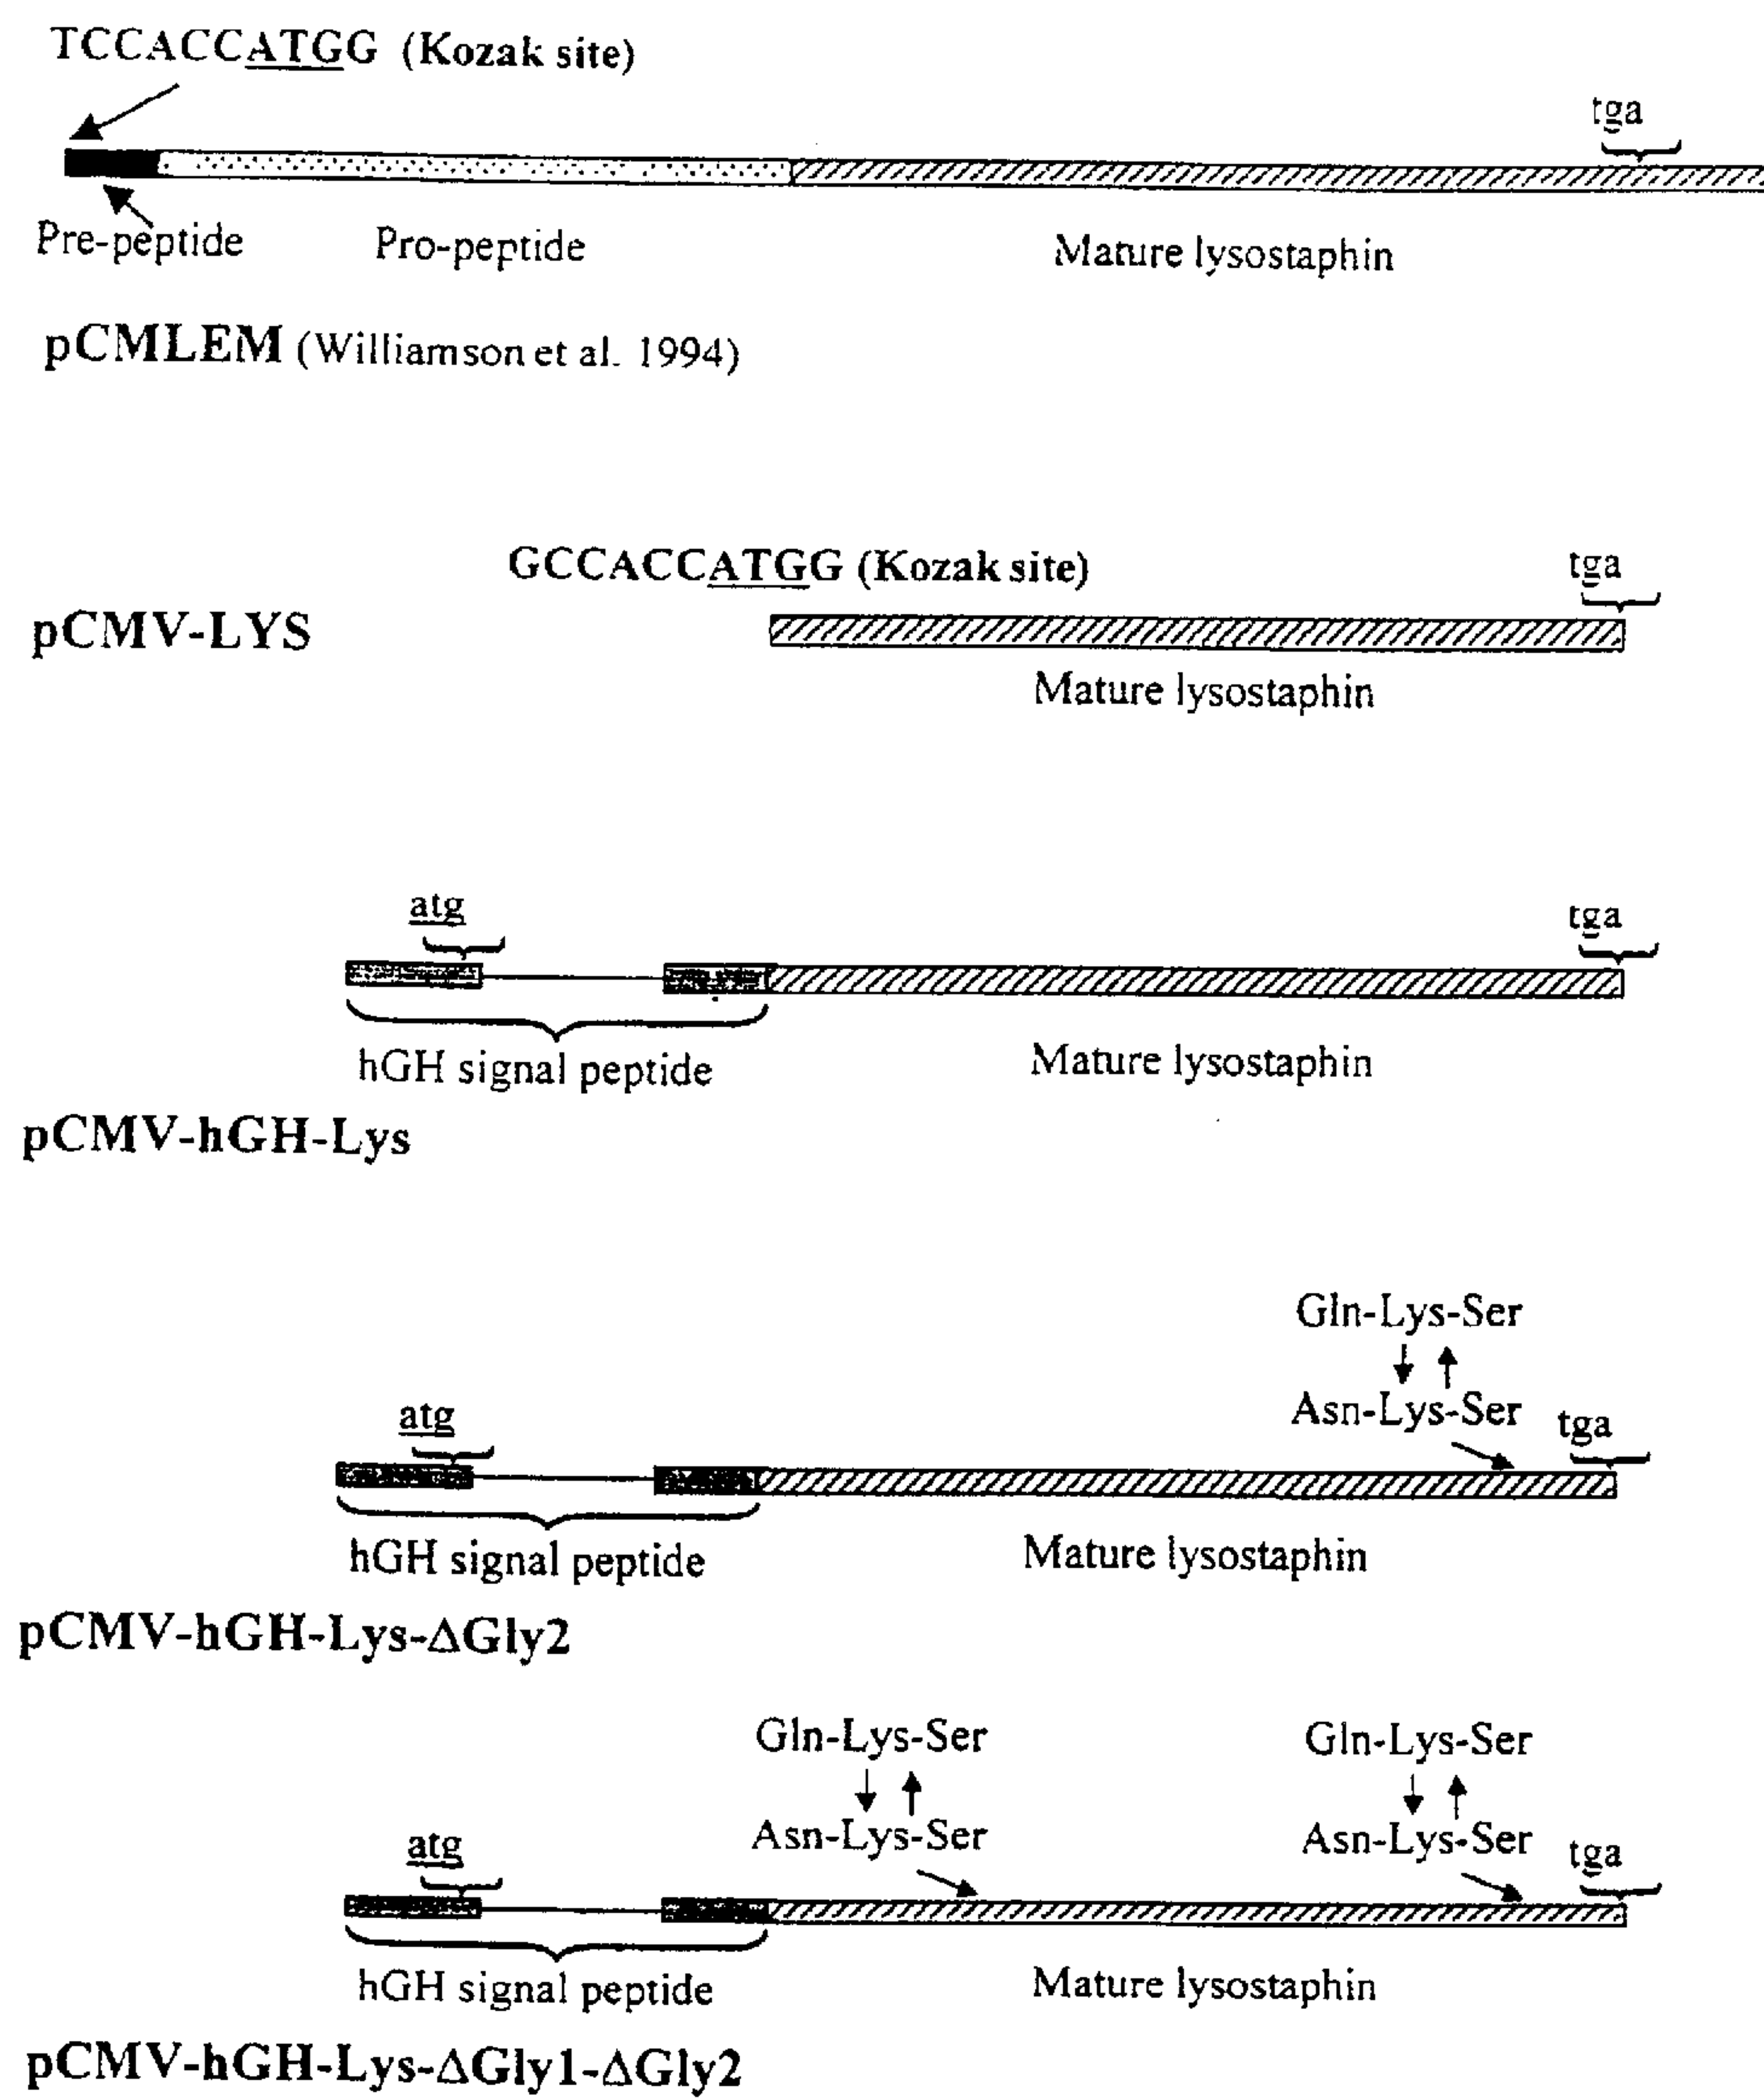 TCCACCATGG (Kozak site)
tga
Pre-peptide Pro-peptide Mature lysostaphin
pCMLEM (Williamson et al. 1994)
GCCACCATGG (Kozak site) tga
pCMV-LYS
Mature lysostaphin
atg tga
hGH signal peptide Mature lysostaphin
pCMV-hGH-Lys
Gln-Lys-Ser
Asn-Lys-Ser
atg tga
hGH signal peptide Mature lysostaphin
pCMV-hGH-Lys-ΔGly2
Gln-Lys-Ser Gln-Lys-Ser
Asn-Lys-Ser Asn-Lys-Ser
atg tga
hGH signal peptide Mature lysostaphin
pCMV-hGH-Lys-ΔGly1-ΔGly2